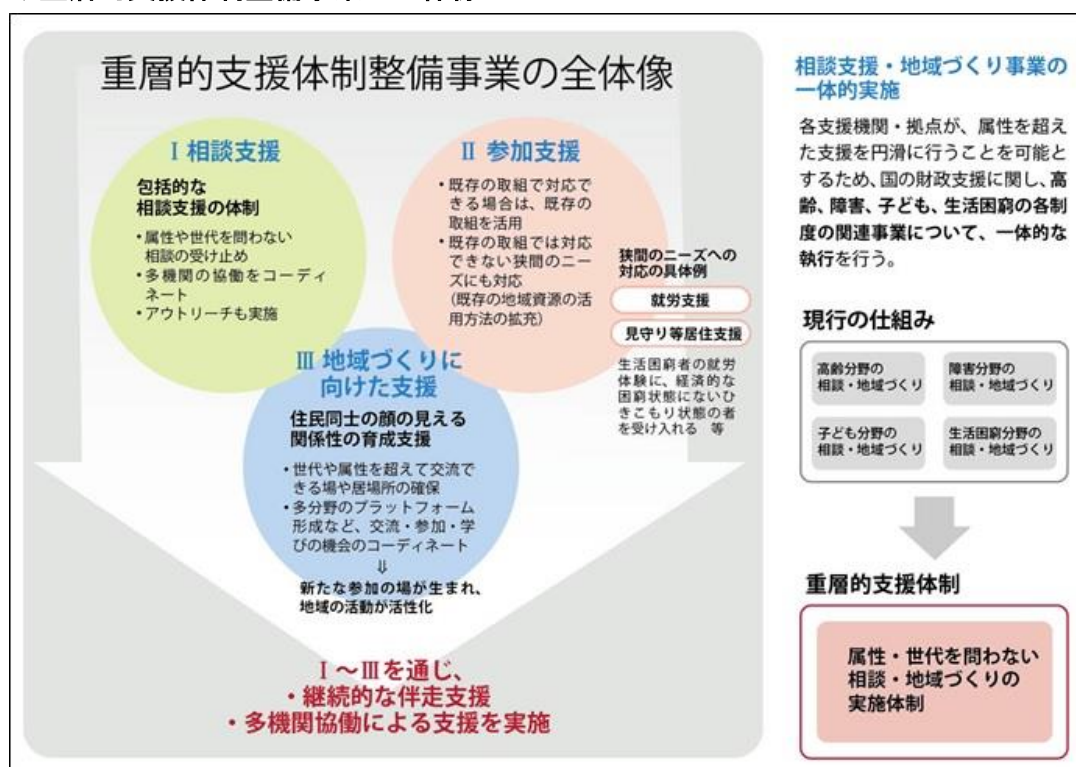 重層的支援体制整備事業の全体像
Ⅰ 相談支援
包括的な
相談支援の体制
・属性や世代を問わない
相談の受け止め
・多機関の協働をコーディ
ネート
・アウトリーチも実施
Ⅱ 参加支援
・既存の取組で対応で
きる場合は、既存の
取組を活用
・既存の取組では対応
できない狭間のニー
ズにも対応
(既存の地域資源の活
用方法の拡充)
狭間のニーズへの
対応の具体例
就労支援
見守り等居住支援
生活困窮者の就労
体験に、経済的な
困窮状態にないひ
きこもり状態の者
を受け入れる 等
Ⅲ 地域づくりに
向けた支援
住民同士の顔の見える
関係性の育成支援
・世代や属性を超えて交流で
きる場や居場所の確保
・多分野のプラットフォーム
形成など、交流・参加・学
びの機会のコーディネート
⇓
新たな参加の場が生まれ、
地域の活動が活性化
Ⅰ～Ⅲを通じ、
・継続的な伴走支援
・多機関協働による支援を実施
相談支援・地域づくり事業の
一体的実施
各支援機関・拠点が、属性を超え
た支援を円滑に行うことを可能と
するため、国の財政支援に関し、高
齢、障害、子ども、生活困窮の各制
度の関連事業について、一体的な
執行を行う。
現行の仕組み
高齢分野の
相談・地域づくり
障害分野の
相談・地域づくり
子ども分野の
相談・地域づくり
生活困窮分野の
相談・地域づくり
重層的支援体制
属性・世代を問わない
相談・地域づくりの
実施体制